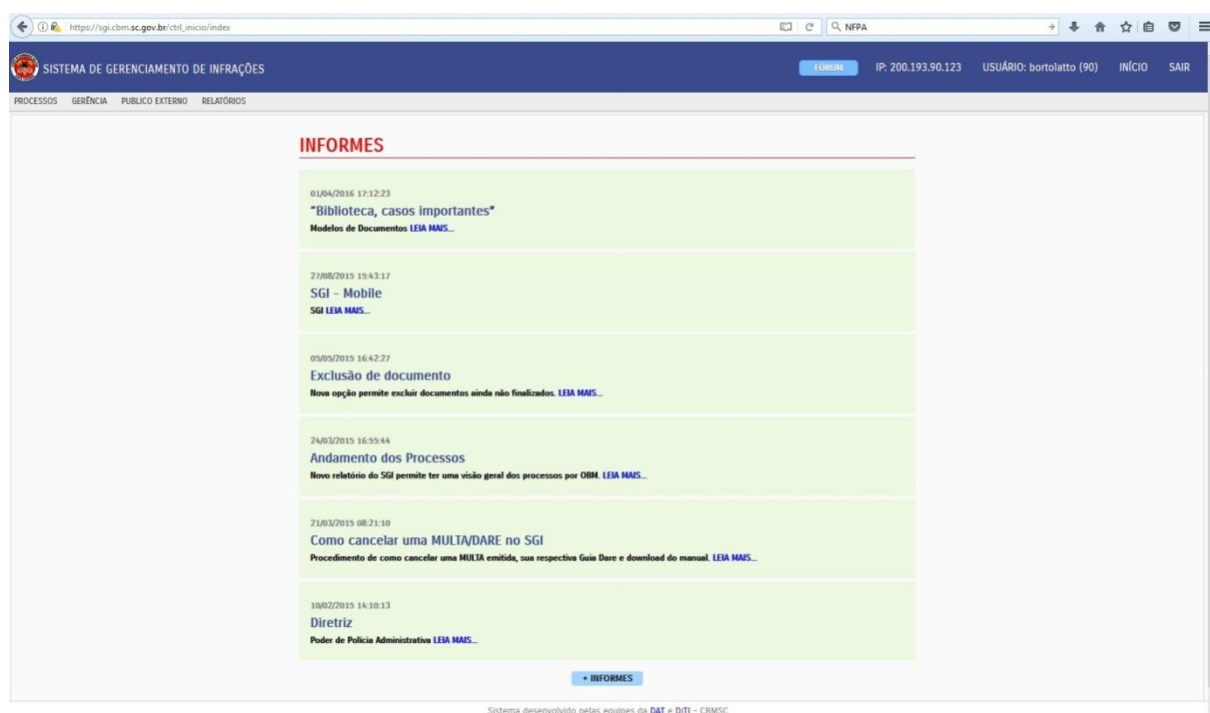 https://sgi.cbm.sc.gov.br/ctrl_inicio/index
NFPA
SISTEMA DE GERENCIAMENTO DE INFRAÇÕES
FÓRUM
IP: 200.193.90.123
USUÁRIO: bortolatto (90)
INÍCIO
SAIR
PROCESSOS GERÊNCIA PUBLICO EXTERNO RELATÓRIOS
INFORMES
01/04/2016 17:12:23
"Biblioteca, casos importantes"
Modelos de Documentos LEIA MAIS...
27/08/2015 15:43:17
SGI - Mobile
SGI LEIA MAIS...
05/05/2015 16:42:27
Exclusão de documento
Nova opção permite excluir documentos ainda não finalizados. LEIA MAIS...
24/03/2015 16:55:44
Andamento dos Processos
Novo relatório do SGI permite ter uma visão geral dos processos por OBM. LEIA MAIS...
21/03/2015 08:21:10
Como cancelar uma MULTA/DARE no SGI
Procedimento de como cancelar uma MULTA emitida, sua respectiva Guia Dare e download do manual. LEIA MAIS...
10/02/2015 14:10:13
Diretriz
Poder de Polícia Administrativa LEIA MAIS...
+ INFORMES
Sistema desenvolvido pelas equipes da DAT e DiTI - CBMSC